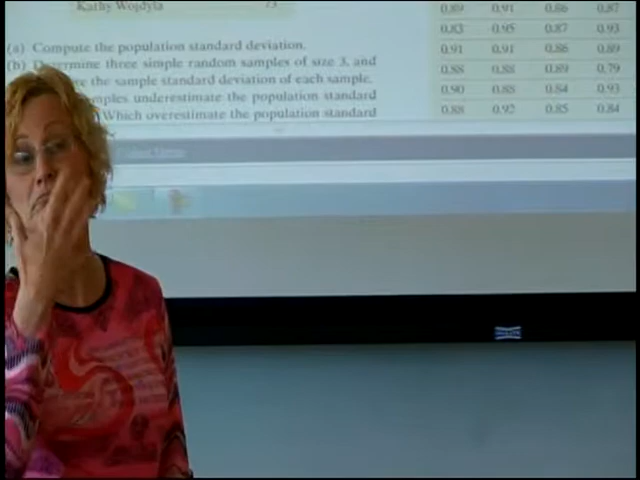 Kathy Wojdyla 73
(a) Compute the population standard deviation.
(b) Determine three simple random samples of size 3, and
the sample standard deviation of each sample.
underestimate the population standard
Which overestimate the population standard
0.89 0.91 0.86 0.87
0.83 0.95 0.87 0.93
0.91 0.91 0.86 0.89
0.88 0.88 0.89 0.79
0.90 0.88 0.84 0.93
0.88 0.92 0.85 0.84